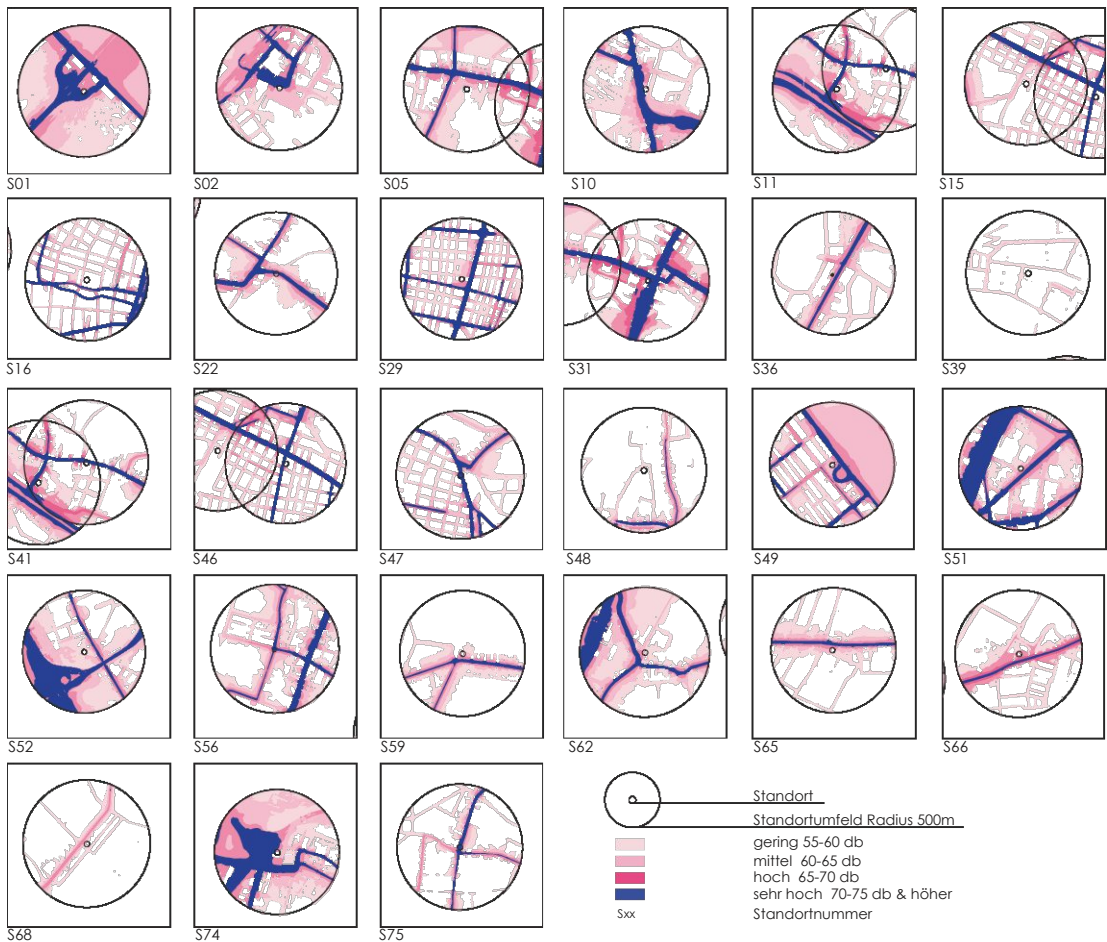 S01
S02
S05
S10
S11
S15
S16
S22
S29
S31
S36
S39
S41
S46
S47
S48
S49
S51
S52
S56
S59
S62
S65
S66
S68
S74
S75
Standort
Standortumfeld Radius 500m
gering 55-60 db
mittel 60-65 db
hoch 65-70 db
sehr hoch 70-75 db & höher
Sxx Standortnummer